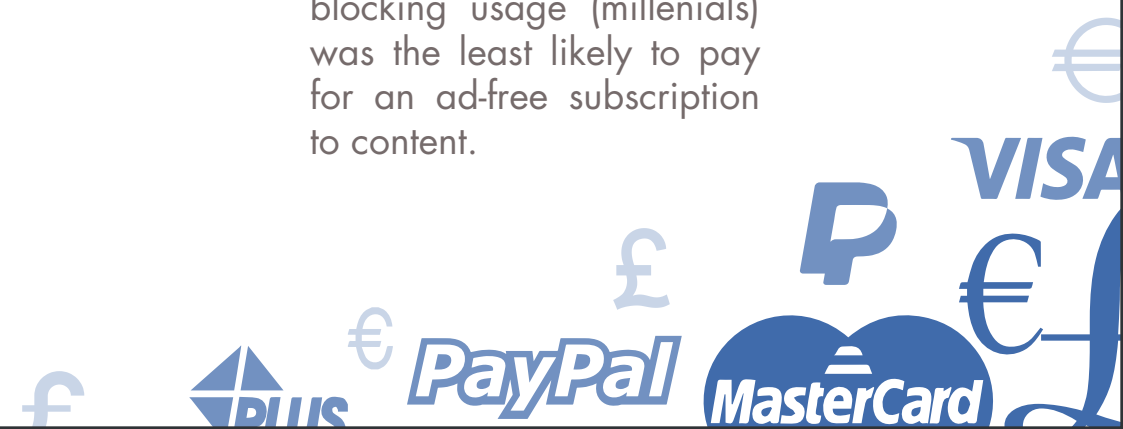 blocking usage (millenials)
was the least likely to pay
for an ad-free subscription
to content.
€
VISA
£
€
£
€
PayPal
MasterCard
£
PLUS